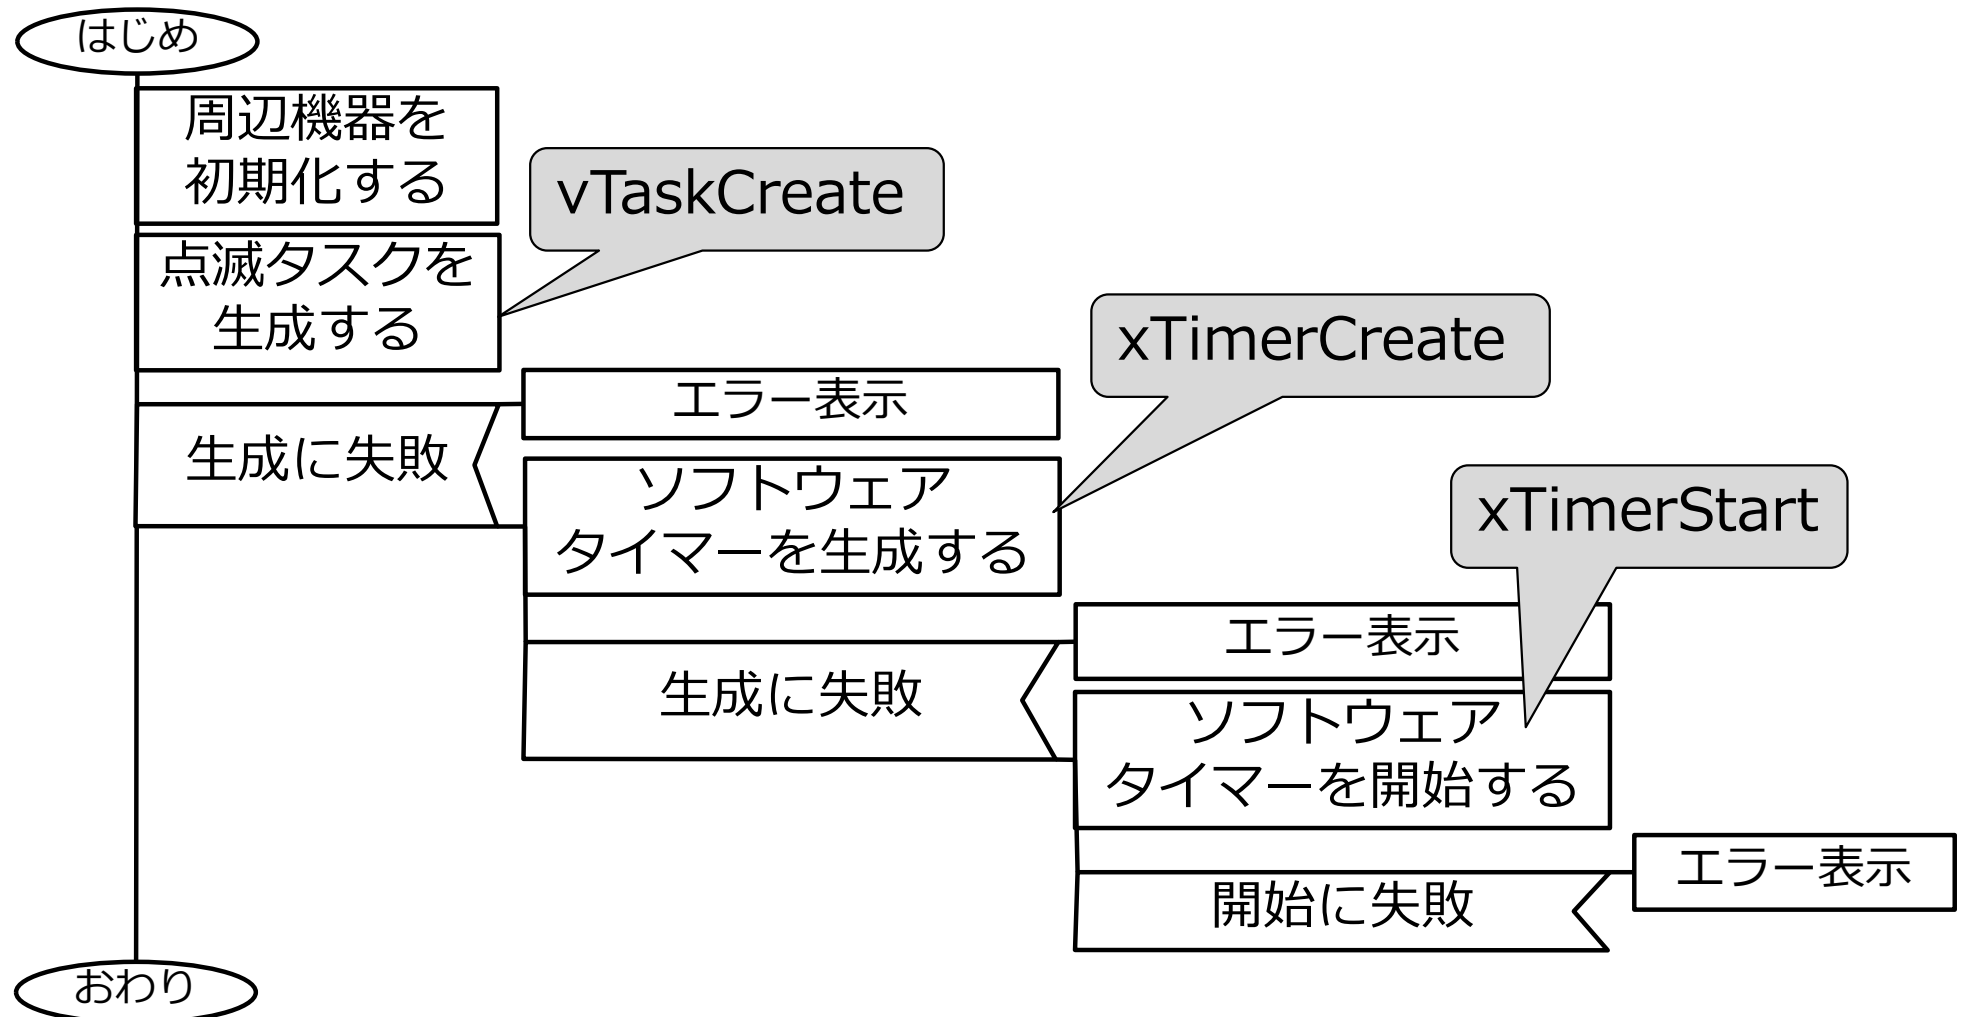 はじめ
周辺機器を
初期化する
vTaskCreate
点滅タスクを
生成する
xTimerCreate
エラー表示
生成に失敗
ソフトウェア
タイマーを生成する
xTimerStart
エラー表示
生成に失敗
ソフトウェア
タイマーを開始する
エラー表示
開始に失敗
おわり